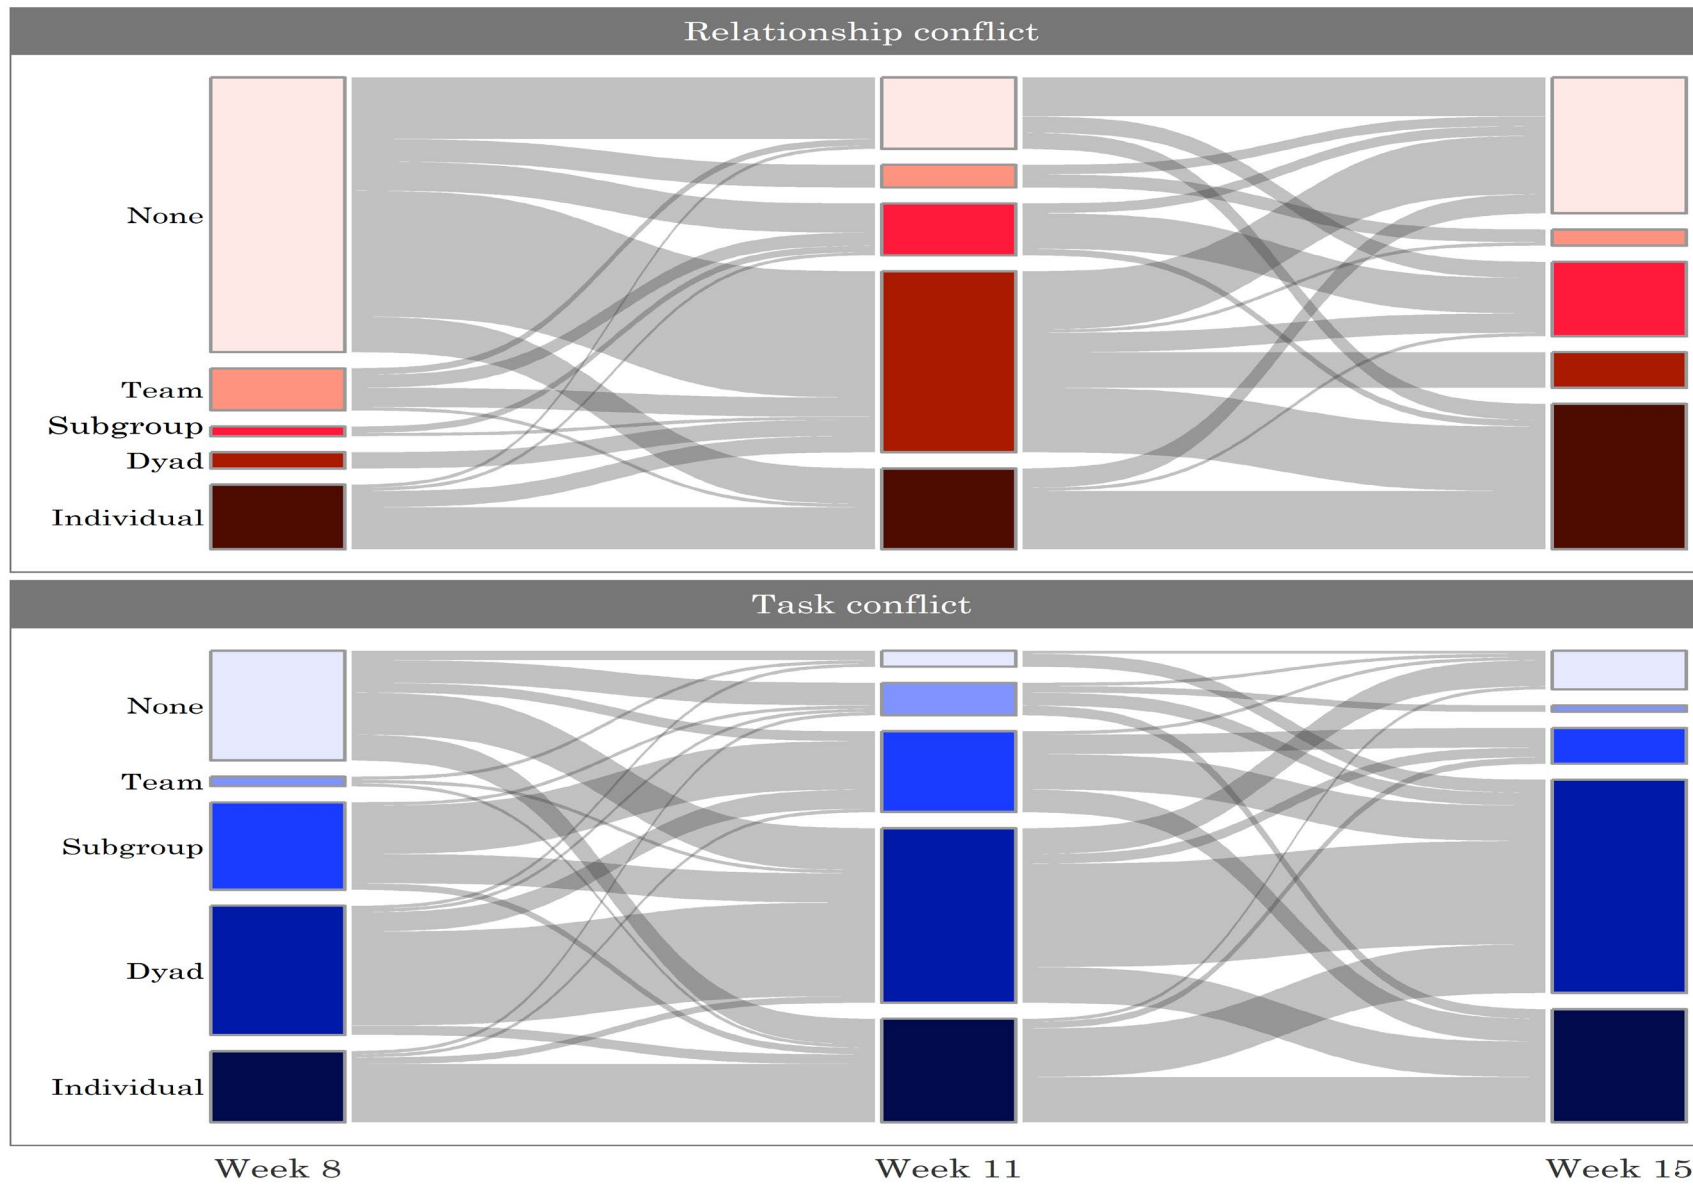 Relationship conflict
None
Team
Subgroup
Dyad
Individual
Task conflict
None
Team
Subgroup
Dyad
Individual
Week 8
Week 11
Week 15